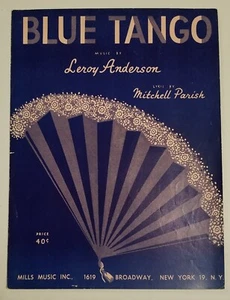 BLUE TANGO
MUSIC BY
Leroy Anderson
LYRIC BY
Mitchell Parish
PRICE
40¢
MILLS MUSIC INC. 1619 BROADWAY, NEW YORK 19, N.Y.